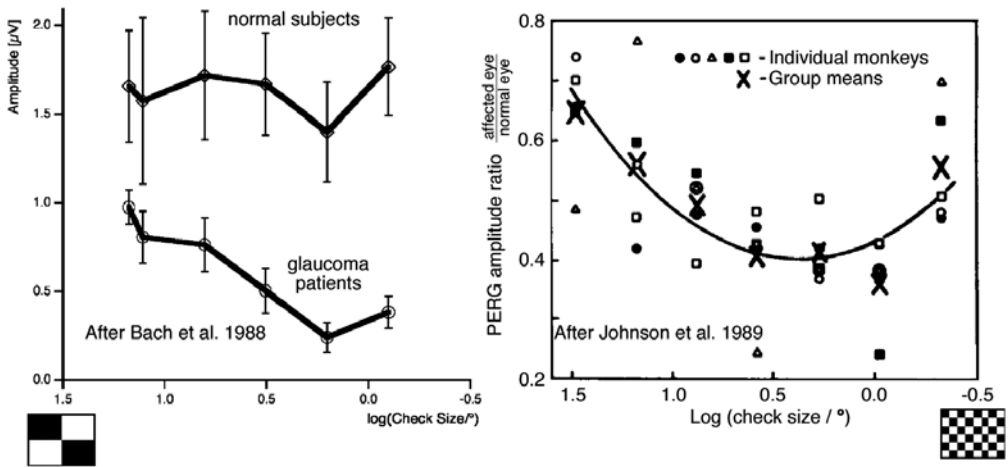 2.0
1.5
1.0
0.5
0.0
Amplitude [µV]
normal subjects
glaucoma
patients
After Bach et al. 1988
1.5
1.0
0.5
0.0
-0.5
log(Check Size/°)
0.8
0.6
0.4
0.2
PERG amplitude ratio
affected eye
normal eye
- Individual monkeys
- Group means
After Johnson et al. 1989
1.5
1.0
0.5
0.0
-0.5
Log (check size / °)